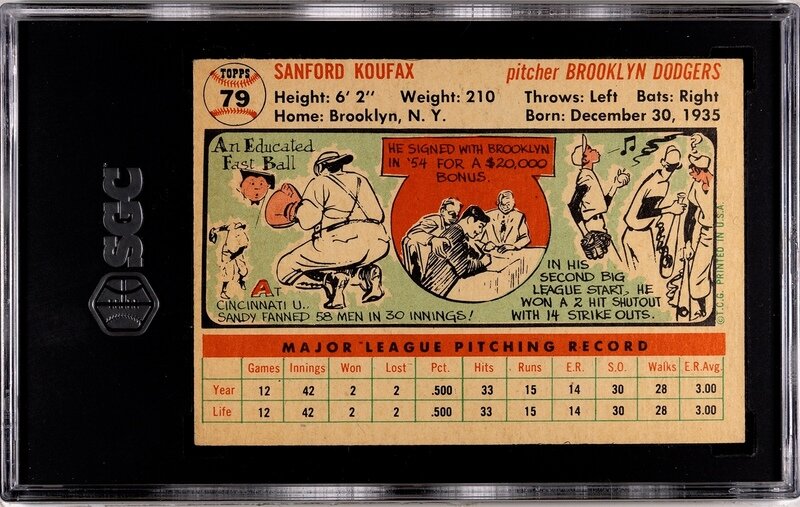 SGC
TOPPS
79
SANFORD KOUFAX
pitcher BROOKLYN DODGERS
Height: 6' 2" Weight: 210 Throws: Left Bats: Right
Home: Brooklyn, N. Y. Born: December 30, 1935
An Educated
Fast Ball
AT
CINCINNATI U..
SANDY FANNED 58 MEN IN 30 INNINGS!
HE SIGNED WITH BROOKLYN
IN '54 FOR A $20,000
BONUS.
IN HIS
SECOND BIG
LEAGUE START, HE
WON A 2 HIT SHUTOUT
WITH 14 STRIKE OUTS.
©T.C.G. PRINTED IN U.S.A.
MAJOR LEAGUE PITCHING RECORD
Games Innings Won Lost Pct. Hits Runs E.R. S.O. Walks E.R.Avg.
Year 12 42 2 2 .500 33 15 14 30 28 3.00
Life 12 42 2 2 .500 33 15 14 30 28 3.00